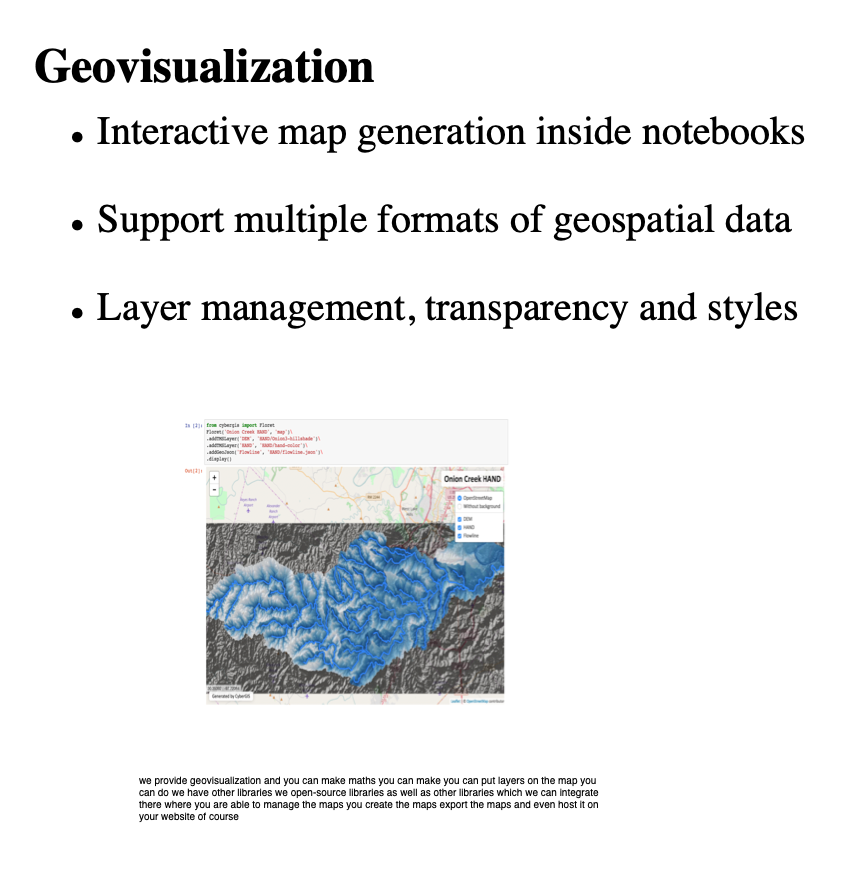 Geovisualization
• Interactive map generation inside notebooks
• Support multiple formats of geospatial data
• Layer management, transparency and styles
In [2]: from cybergis import Floret
Floret('Onion Creek HAND', 'map')\
.addTMSLayer('DEM', 'HAND/Onion3-hillshade')\
.addTMSLayer('HAND', 'HAND/hand-color')\
.addGeoJson('Flowline', 'HAND/flowline.json')\
.display()
Out[2]:
+
−
Onion Creek HAND
OpenStreetMap
Without background
DEM
HAND
Flowline
Generated by CyberGIS
Leaflet | © OpenStreetMap contributors
we provide geovisualization and you can make maths you can make you can put layers on the map you
can do we have other libraries we open-source libraries as well as other libraries which we can integrate
there where you are able to manage the maps you create the maps export the maps and even host it on
your website of course